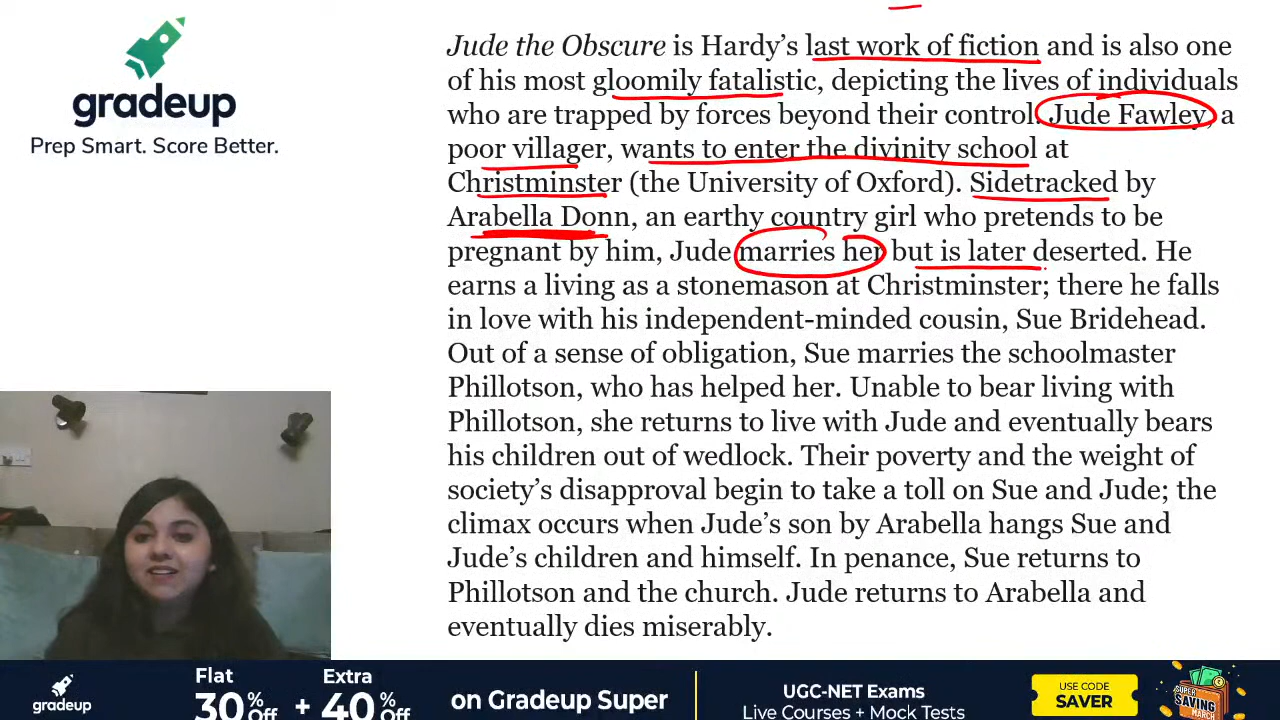 gradeup
Prep Smart. Score Better.
Jude the Obscure is Hardy’s last work of fiction and is also one
of his most gloomily fatalistic, depicting the lives of individuals
who are trapped by forces beyond their control. Jude Fawley, a
poor villager, wants to enter the divinity school at
Christminster (the University of Oxford). Sidetracked by
Arabella Donn, an earthy country girl who pretends to be
pregnant by him, Jude marries her but is later deserted. He
earns a living as a stonemason at Christminster; there he falls
in love with his independent-minded cousin, Sue Bridehead.
Out of a sense of obligation, Sue marries the schoolmaster
Phillotson, who has helped her. Unable to bear living with
Phillotson, she returns to live with Jude and eventually bears
his children out of wedlock. Their poverty and the weight of
society’s disapproval begin to take a toll on Sue and Jude; the
climax occurs when Jude’s son by Arabella hangs Sue and
Jude’s children and himself. In penance, Sue returns to
Phillotson and the church. Jude returns to Arabella and
eventually dies miserably.
gradeup
Flat 30% Off + Extra 40% Off
on Gradeup Super
UGC-NET Exams
Live Courses + Mock Tests
USE CODE
SAVER
SUPER
SAVING
MARCH